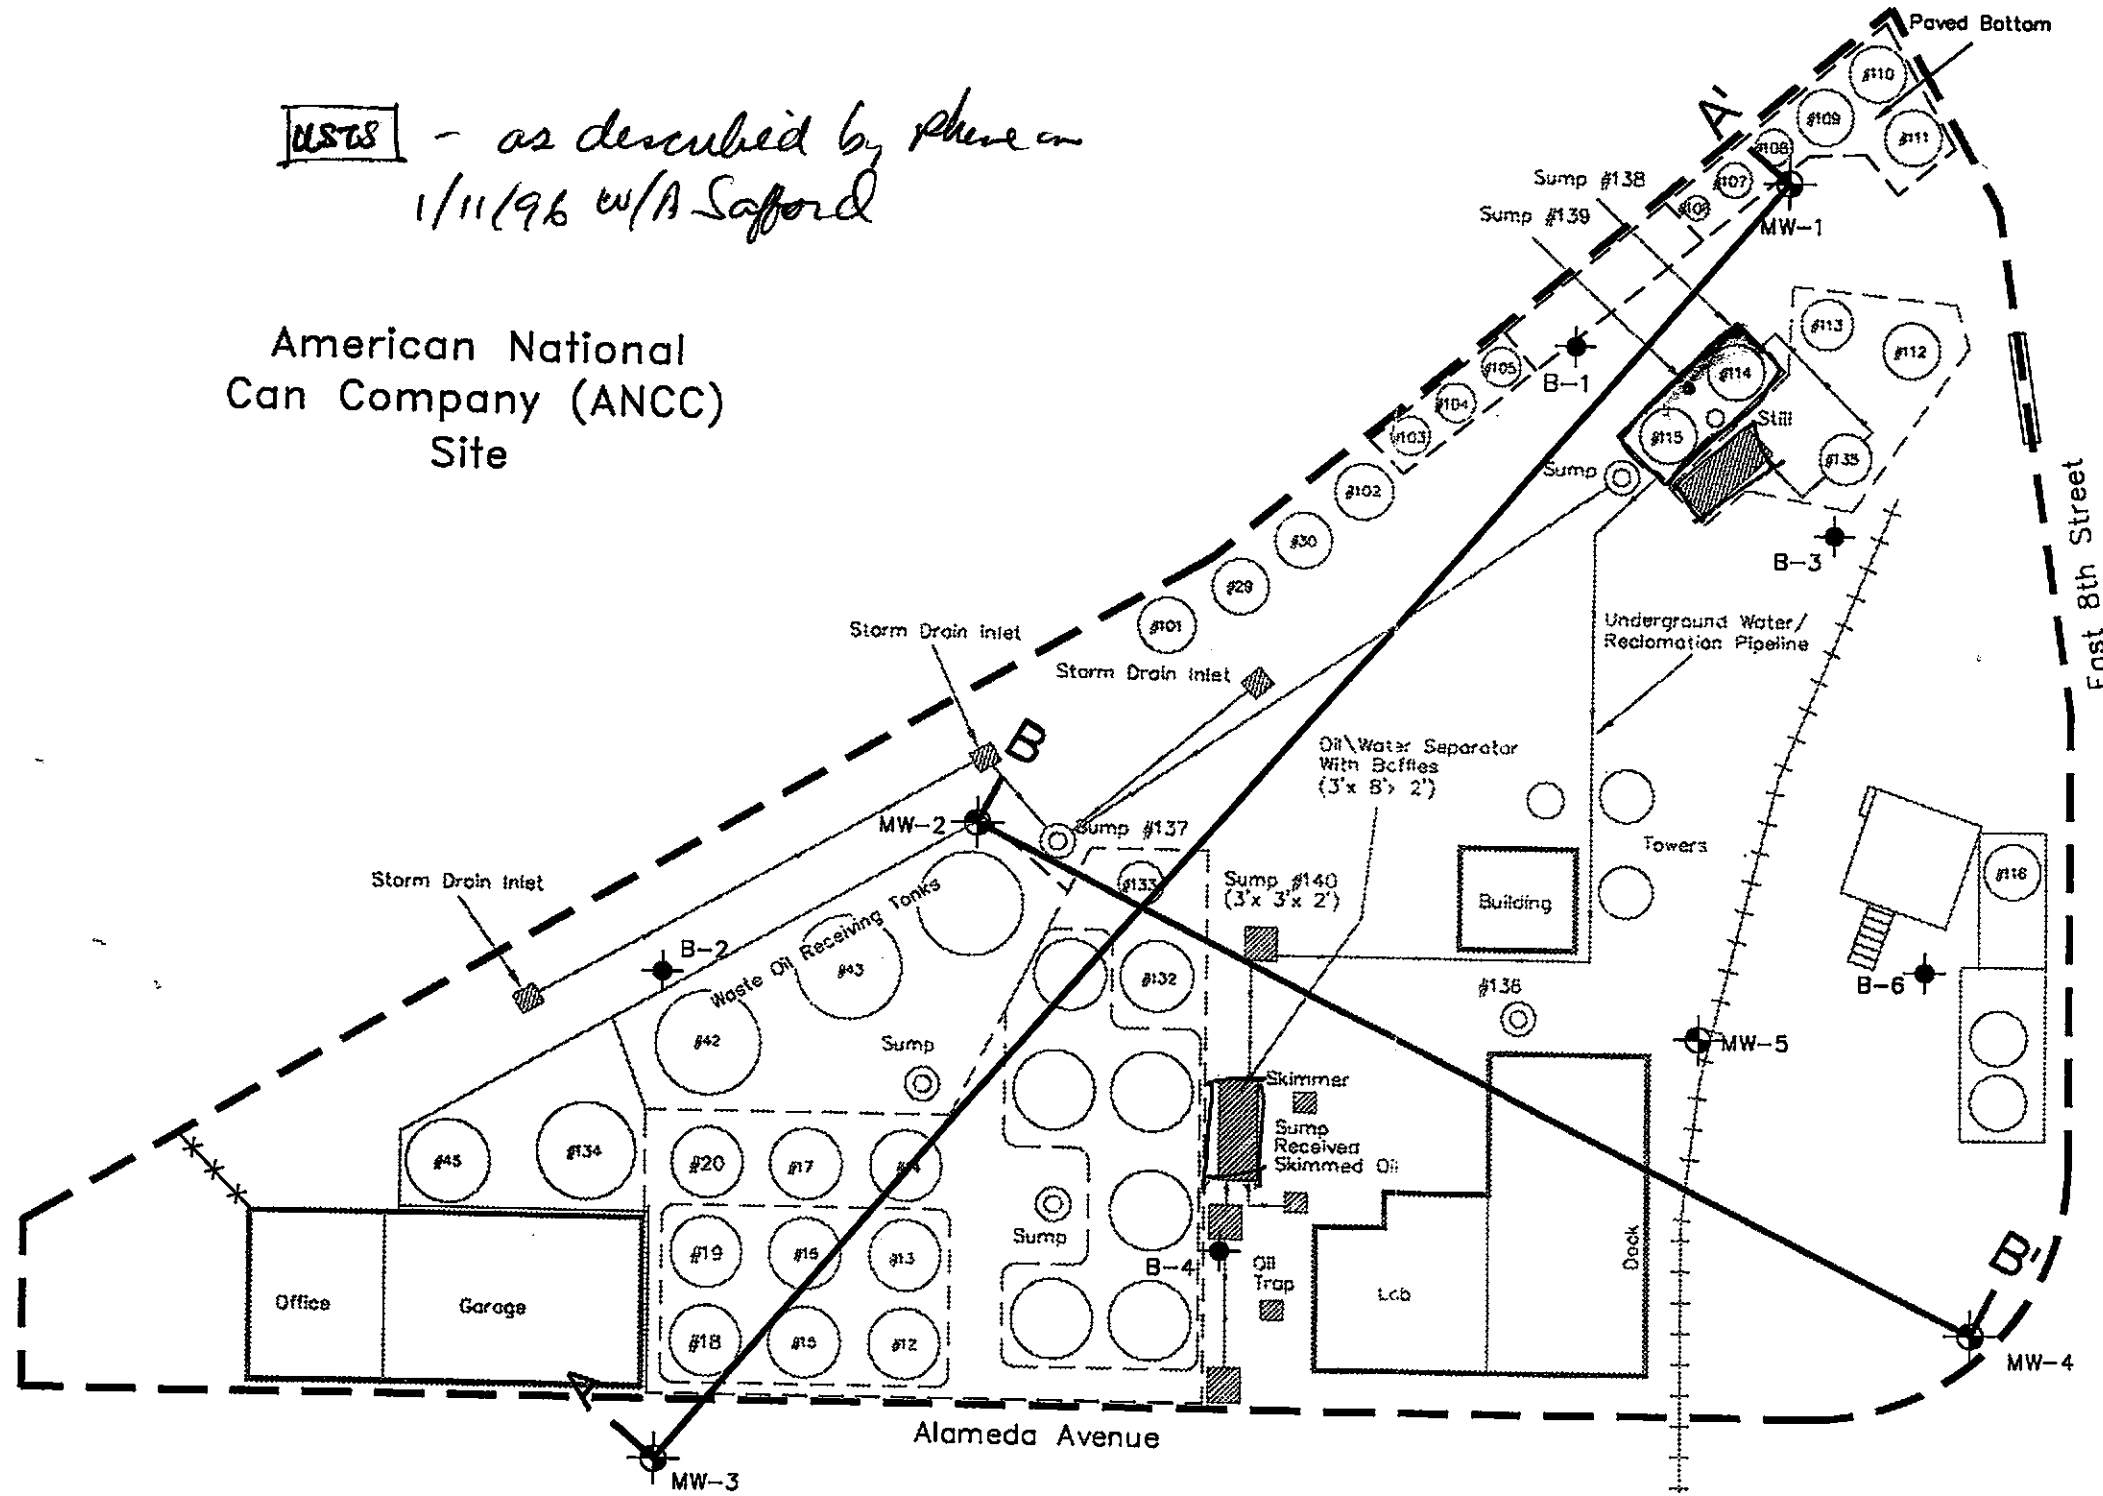 Paved Bottom
#110
#109
#111
#108
#107
#106
A'
MW-1
USTS - as described by phone on
1/11/96 w/A Safford
Sump #138
Sump #139
American National
Can Company (ANCC)
Site
#113
#112
#114
#115
Still
#135
Sump
B-1
#105
#104
#103
#102
#30
#29
#101
B-3
East 8th Street
Underground Water/
Reclamation Pipeline
Storm Drain Inlet
Storm Drain Inlet
B
Oil\Water Separator
With Baffles
(3'x 8'x 2')
MW-2
Sump #137
Towers
Building
#116
Storm Drain Inlet
Waste Oil Receiving Tanks
#133
Sump #140
(3'x 3'x 2')
B-2
#43
#132
#42
#136
B-6
MW-5
Sump
Skimmer
Sump
Received
Skimmed Oil
#45
#134
#20
#17
#14
Sump
#19
#16
#13
B-4
Oil
Trap
Dock
Lab
B'
Office
Garage
#18
#15
#12
MW-4
A
Alameda Avenue
MW-3